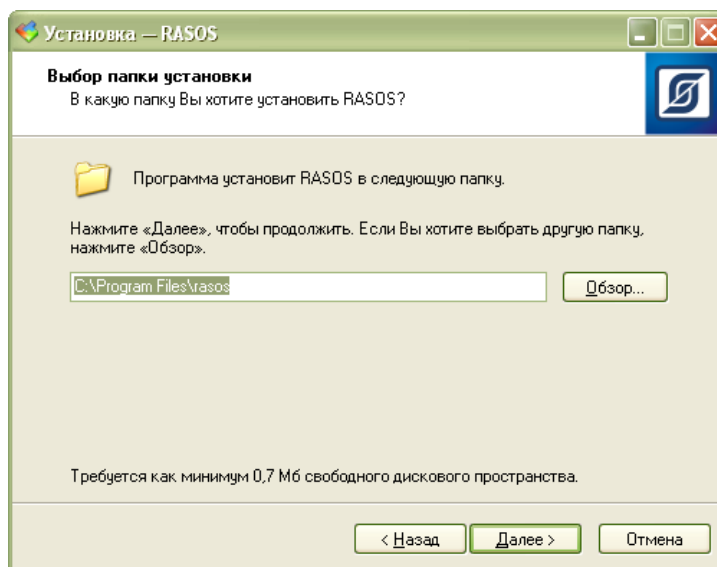 Установка — RASOS
Выбор папки установки
В какую папку Вы хотите установить RASOS?
Программа установит RASOS в следующую папку.
Нажмите «Далее», чтобы продолжить. Если Вы хотите выбрать другую папку,
нажмите «Обзор».
C:\Program Files\rasos
Обзор...
Требуется как минимум 0,7 Мб свободного дискового пространства.
< Назад
Далее >
Отмена